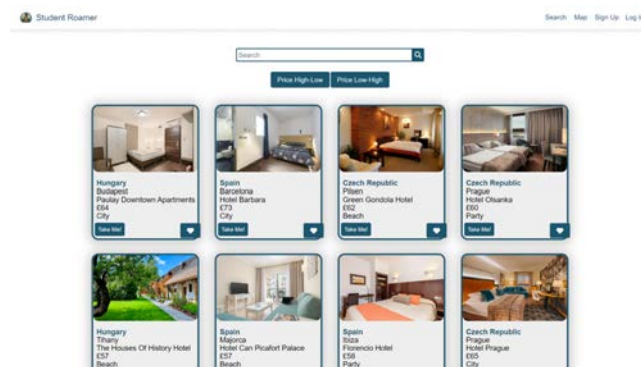 Student Roamer
Search Map Sign Up Log In
Search
Price High-Low Price Low-High
Hungary
Budapest
Paulay Downtown Apartments
£64
City
Take Me!
Spain
Barcelona
Hotel Barbara
£73
City
Take Me!
Czech Republic
Pilsen
Green Gondola Hotel
£62
Beach
Take Me!
Czech Republic
Prague
Hotel Olsanka
£60
Party
Take Me!
Hungary
Tihany
The Houses Of History Hotel
£57
Beach
Spain
Majorca
Hotel Can Picafort Palace
£57
Beach
Spain
Ibiza
Florencio Hotel
£58
Party
Czech Republic
Prague
Hotel Prague
£65
City